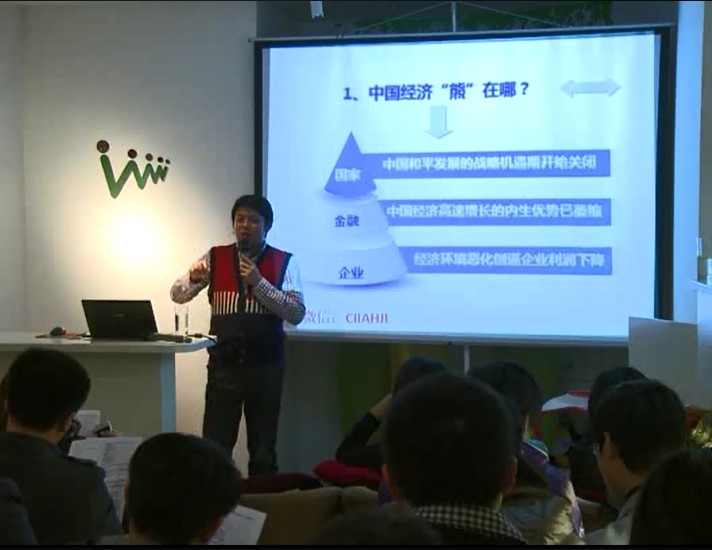 1、中国经济“熊”在哪？
国家
中国和平发展的战略机遇期开始关闭
金融
中国经济高速增长的内生优势已萎缩
企业
经济环境恶化倒逼企业利润下降
微信： CIIAHJL